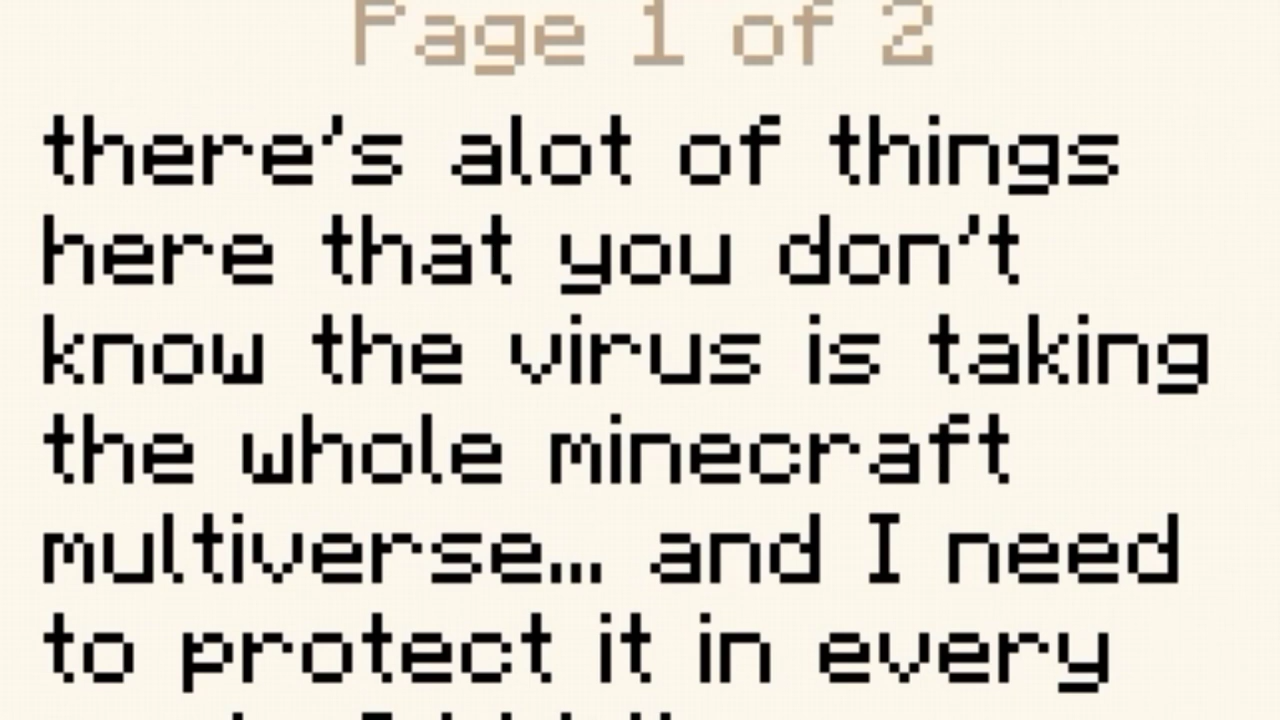 Page 1 of 2
there's alot of things
here that you don't
know the virus is taking
the whole minecraft
multiverse... and I need
to protect it in every